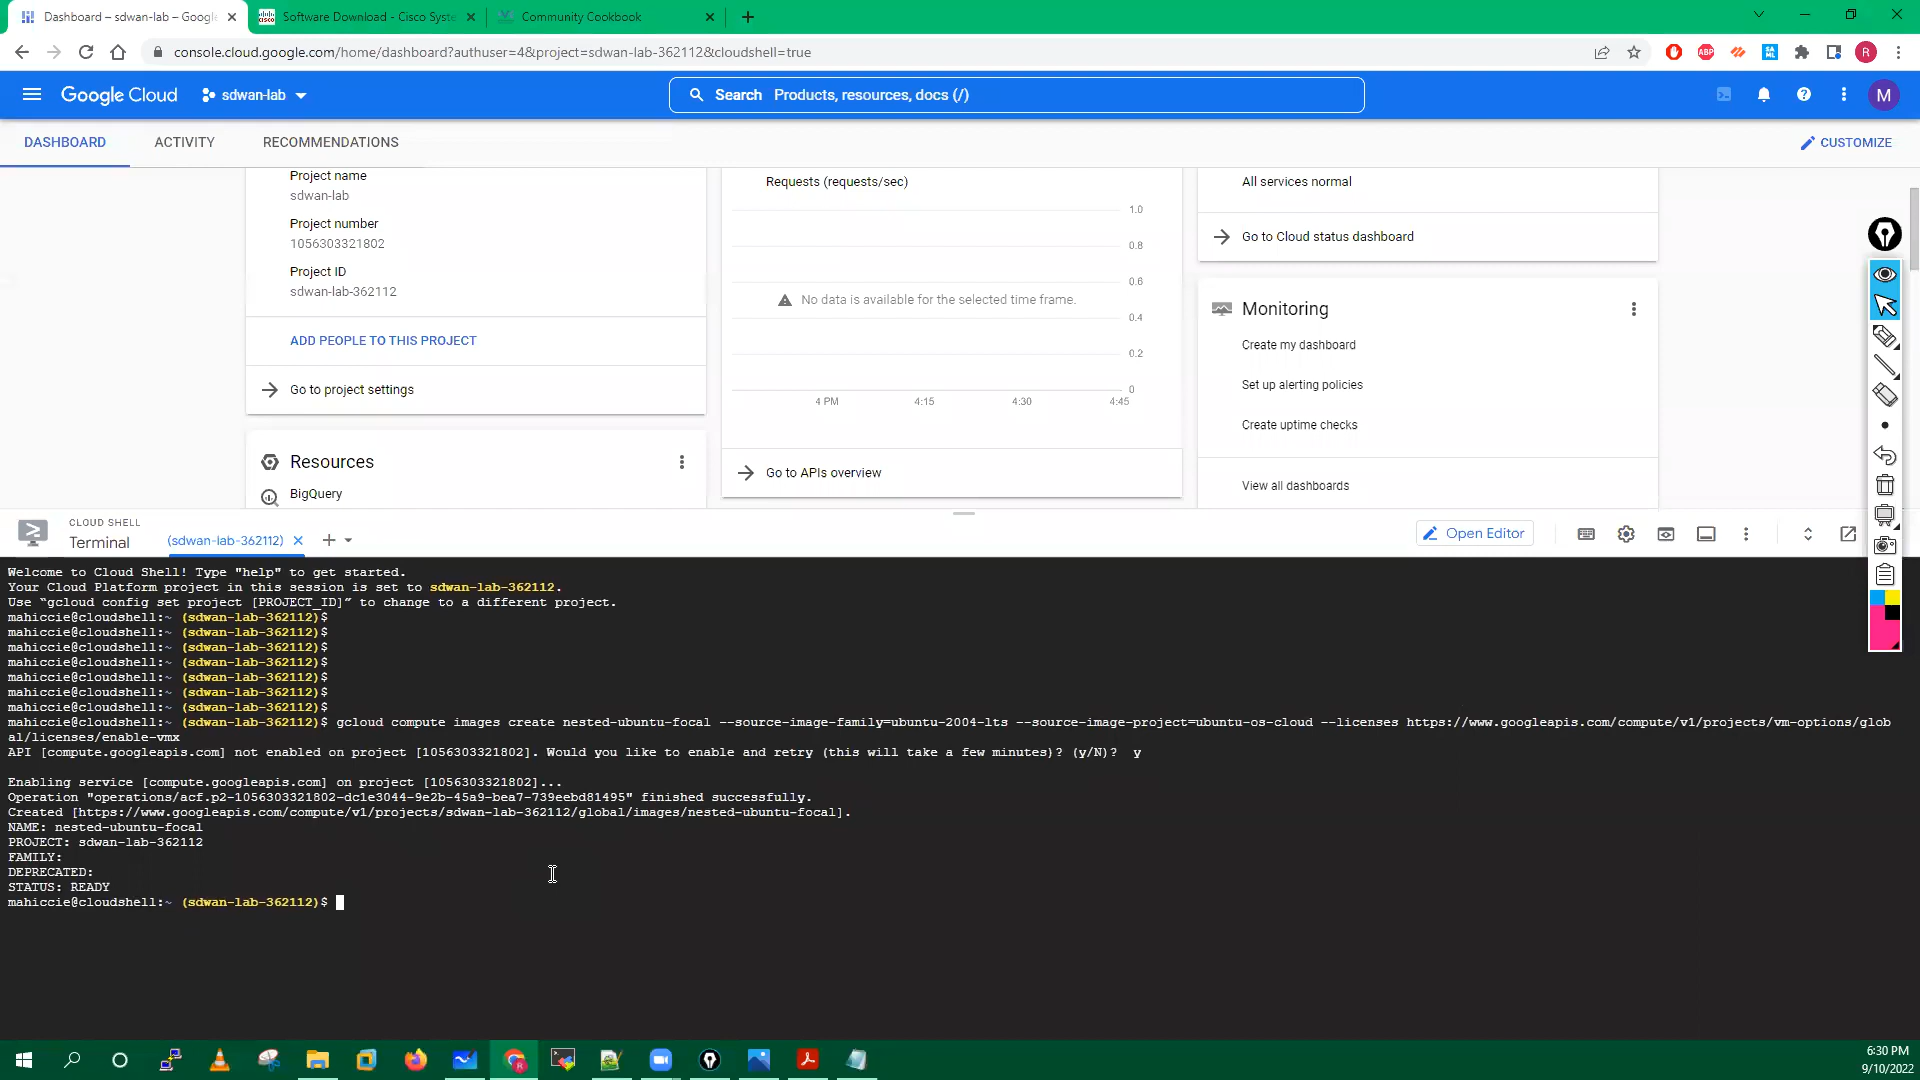 Dashboard – sdwan-lab – Google
Software Download - Cisco Syste
Community Cookbook
console.cloud.google.com/home/dashboard?authuser=4&project=sdwan-lab-362112&cloudshell=true
ABP
R
Google Cloud
sdwan-lab
Search Products, resources, docs (/)
M
DASHBOARD
ACTIVITY
RECOMMENDATIONS
CUSTOMIZE
Project name
sdwan-lab
Project number
1056303321802
Project ID
sdwan-lab-362112
ADD PEOPLE TO THIS PROJECT
Go to project settings
Resources
BigQuery
Requests (requests/sec)
1.0
0.8
0.6
No data is available for the selected time frame.
0.4
0.2
0
4 PM 4:15 4:30 4:45
Go to APIs overview
All services normal
Go to Cloud status dashboard
Monitoring
Create my dashboard
Set up alerting policies
Create uptime checks
View all dashboards
CLOUD SHELL
Terminal
(sdwan-lab-362112)
Open Editor
Welcome to Cloud Shell! Type "help" to get started.
Your Cloud Platform project in this session is set to sdwan-lab-362112.
Use “gcloud config set project [PROJECT_ID]” to change to a different project.
mahiccie@cloudshell:~ (sdwan-lab-362112)$
mahiccie@cloudshell:~ (sdwan-lab-362112)$
mahiccie@cloudshell:~ (sdwan-lab-362112)$
mahiccie@cloudshell:~ (sdwan-lab-362112)$
mahiccie@cloudshell:~ (sdwan-lab-362112)$
mahiccie@cloudshell:~ (sdwan-lab-362112)$
mahiccie@cloudshell:~ (sdwan-lab-362112)$
mahiccie@cloudshell:~ (sdwan-lab-362112)$ gcloud compute images create nested-ubuntu-focal --source-image-family=ubuntu-2004-lts --source-image-project=ubuntu-os-cloud --licenses https://www.googleapis.com/compute/v1/projects/vm-options/glob
al/licenses/enable-vmx
API [compute.googleapis.com] not enabled on project [1056303321802]. Would you like to enable and retry (this will take a few minutes)? (y/N)?  y
Enabling service [compute.googleapis.com] on project [1056303321802]...
Operation "operations/acf.p2-1056303321802-dc1e3044-9e2b-45a9-bea7-739eebd81495" finished successfully.
Created [https://www.googleapis.com/compute/v1/projects/sdwan-lab-362112/global/images/nested-ubuntu-focal].
NAME: nested-ubuntu-focal
PROJECT: sdwan-lab-362112
FAMILY:
DEPRECATED:
STATUS: READY
mahiccie@cloudshell:~ (sdwan-lab-362112)$
6:30 PM
9/10/2022